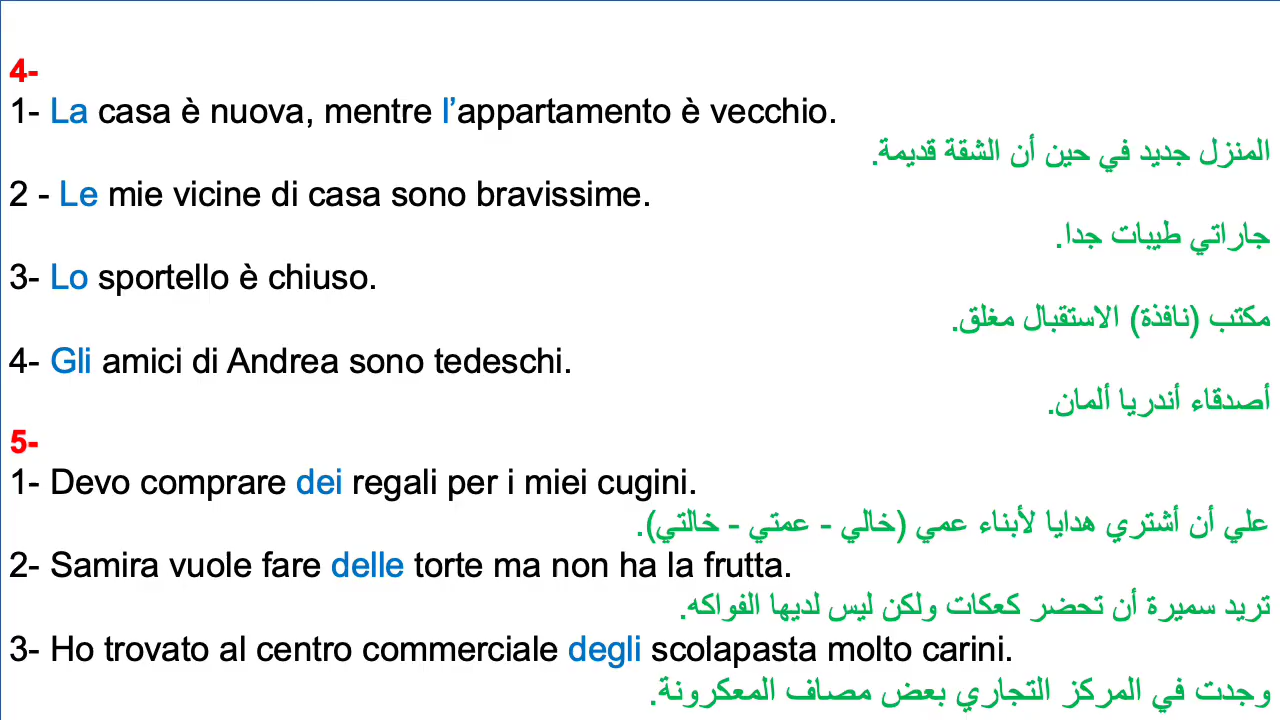 4-
1- La casa è nuova, mentre l’appartamento è vecchio.
المنزل جديد في حين أن الشقة قديمة.
2 - Le mie vicine di casa sono bravissime.
جاراتي طيبات جدا.
3- Lo sportello è chiuso.
مكتب (نافذة) الاستقبال مغلق.
4- Gli amici di Andrea sono tedeschi.
أصدقاء أندريا ألمان.
5-
1- Devo comprare dei regali per i miei cugini.
علي أن أشتري هدايا لأبناء عمي (خالي - عمتي - خالتي).
2- Samira vuole fare delle torte ma non ha la frutta.
تريد سميرة أن تحضر كعكات ولكن ليس لديها الفواكه.
3- Ho trovato al centro commerciale degli scolapasta molto carini.
وجدت في المركز التجاري بعض مصاف المعكرونة.